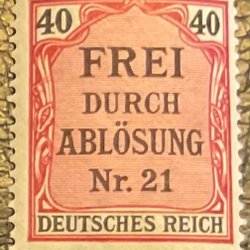 40 40
FREI
DURCH
ABLÖSUNG
Nr. 21
DEUTSCHES REICH